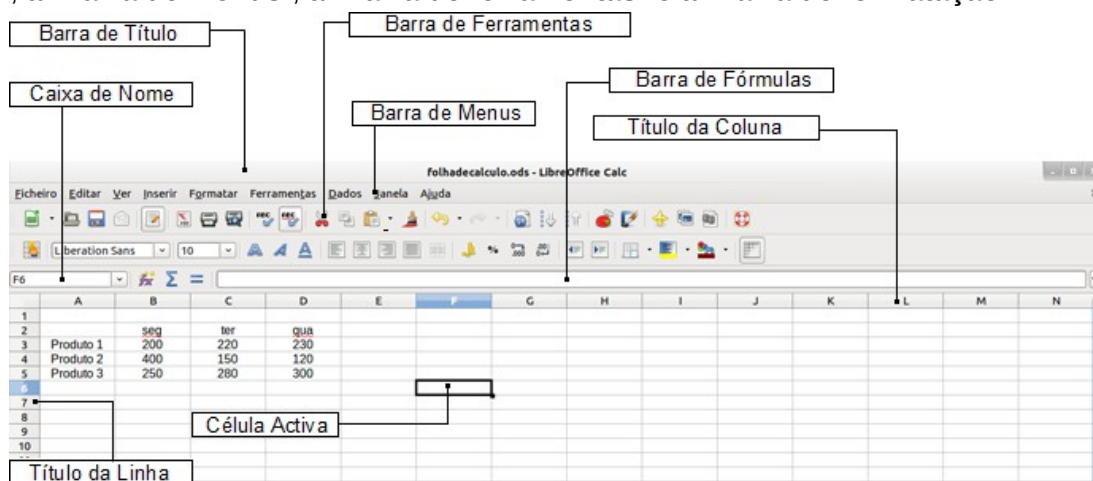 Barra de Título
Barra de Ferramentas
Caixa de Nome
Barra de Fórmulas
Barra de Menus
Título da Coluna
folhadecalculo.ods - LibreOffice Calc
Ficheiro Editar Ver Inserir Formatar Ferramentas Dados Janela Ajuda
Liberation Sans 10
F6
A B C D E F G H I J K L M N
1
2 seg ter qua
3 Produto 1 200 220 230
4 Produto 2 400 150 120
5 Produto 3 250 280 300
6
7
8
Célula Activa
9
10
Título da Linha